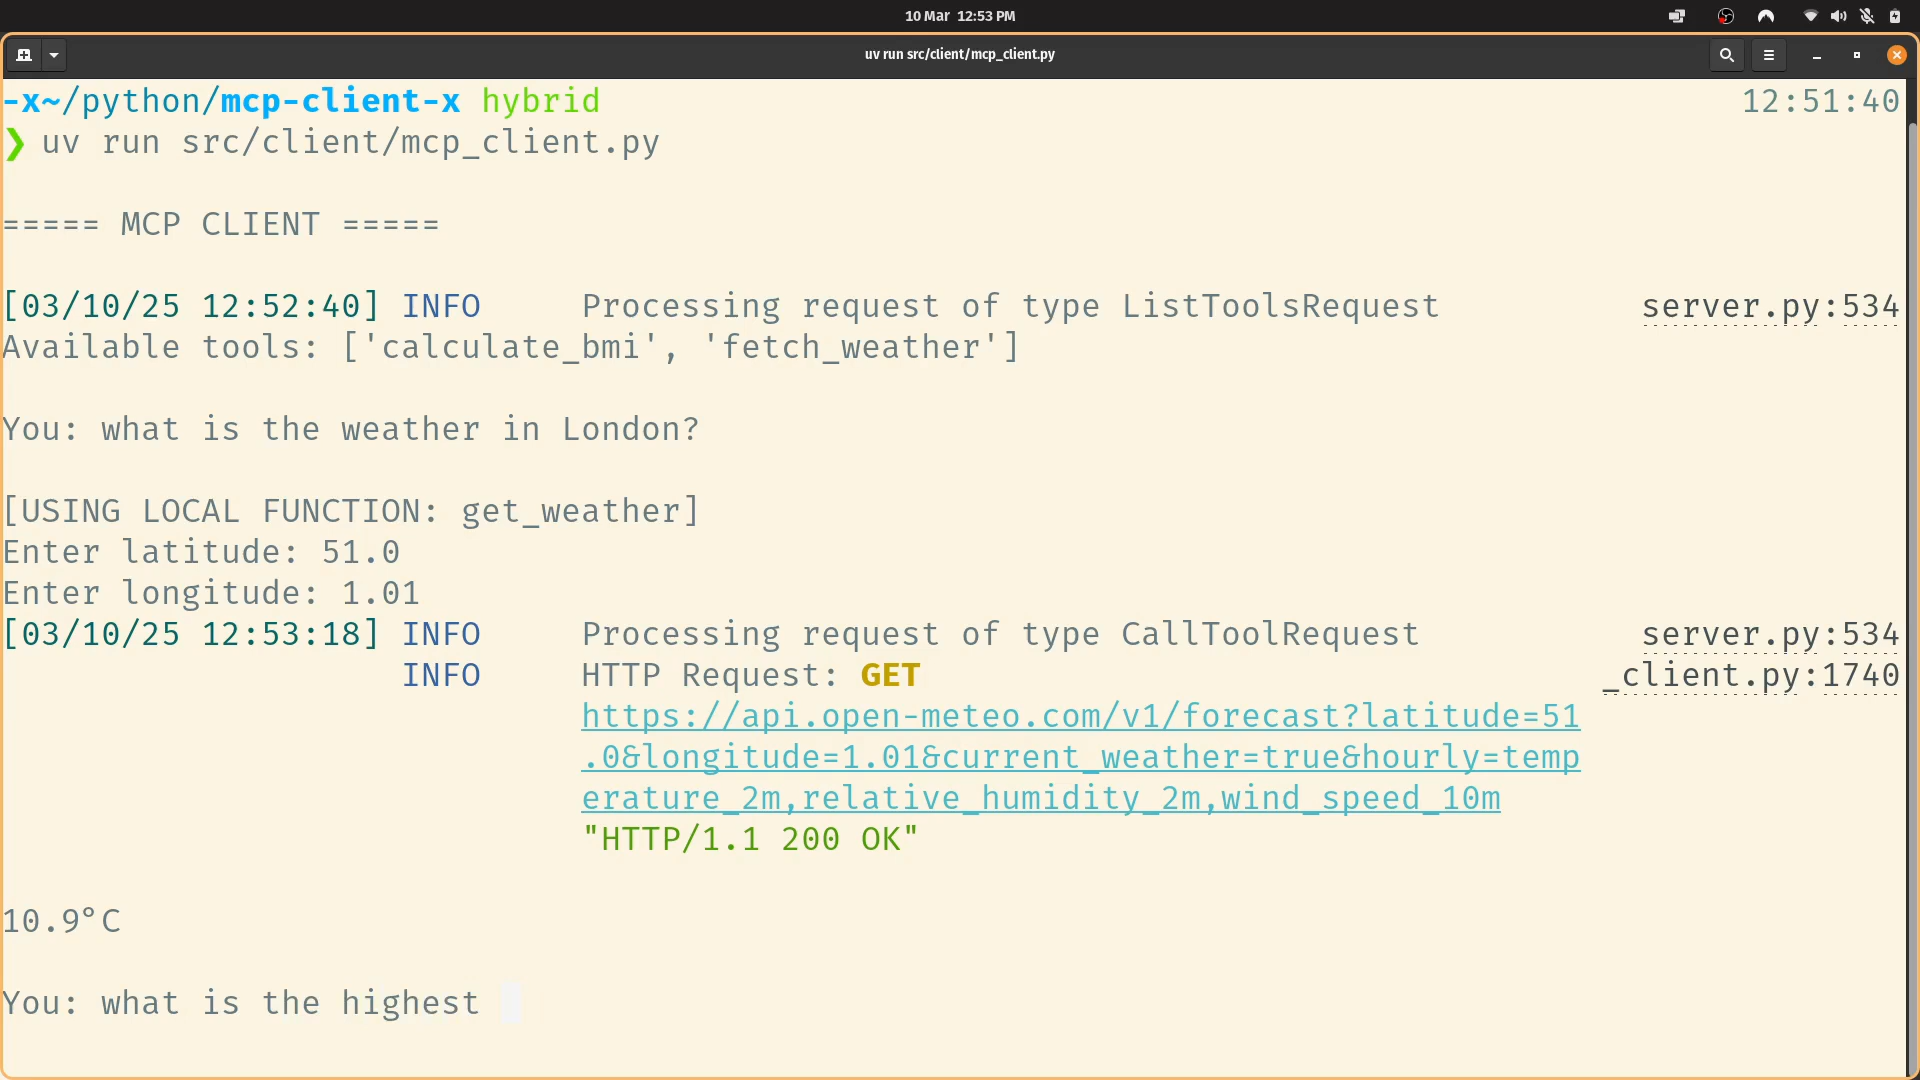 10 Mar 12:53 PM
uv run src/client/mcp_client.py
-x~/python/mcp-client-x hybrid 12:51:40
❯ uv run src/client/mcp_client.py
===== MCP CLIENT =====
[03/10/25 12:52:40] INFO Processing request of type ListToolsRequest server.py:534
Available tools: ['calculate_bmi', 'fetch_weather']
You: what is the weather in London?
[USING LOCAL FUNCTION: get_weather]
Enter latitude: 51.0
Enter longitude: 1.01
[03/10/25 12:53:18] INFO Processing request of type CallToolRequest server.py:534
INFO HTTP Request: GET _client.py:1740
https://api.open-meteo.com/v1/forecast?latitude=51
.0&longitude=1.01&current_weather=true&hourly=temp
erature_2m,relative_humidity_2m,wind_speed_10m
"HTTP/1.1 200 OK"
10.9°C
You: what is the highest